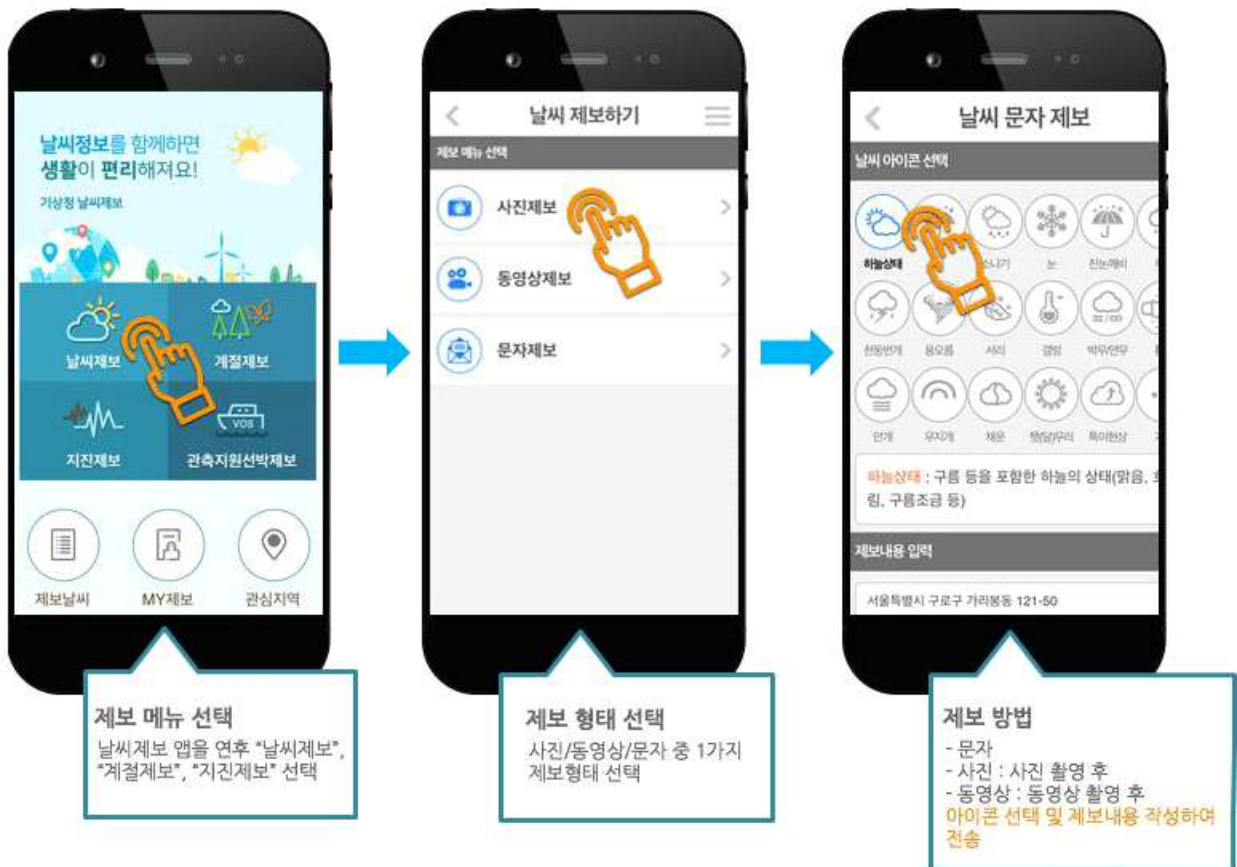 날씨정보를 함께하면
생활이 편리해져요!
기상청 날씨제보
날씨제보
계절제보
VOS
지진제보
관측지원선박제보
제보날씨
MY제보
관심지역
제보 메뉴 선택
날씨제보 앱을 연후 "날씨제보",
"계절제보", "지진제보" 선택
날씨 제보하기
제보 메뉴 선택
사진제보
동영상제보
문자제보
제보 형태 선택
사진/동영상/문자 중 1가지
제보형태 선택
날씨 문자 제보
날씨 아이콘 선택
하늘상태
소나기
눈
진눈깨비
천둥번개
용오름
서리
결빙
박무/연무
안개
무지개
채운
햇(달)무리
특이현상
하늘상태 : 구름 등을 포함한 하늘의 상태(맑음, 흐
림, 구름조금 등)
제보내용 입력
서울특별시 구로구 가리봉동 121-50
제보 방법
- 문자
- 사진 : 사진 촬영 후
- 동영상 : 동영상 촬영 후
아이콘 선택 및 제보내용 작성하여
전송